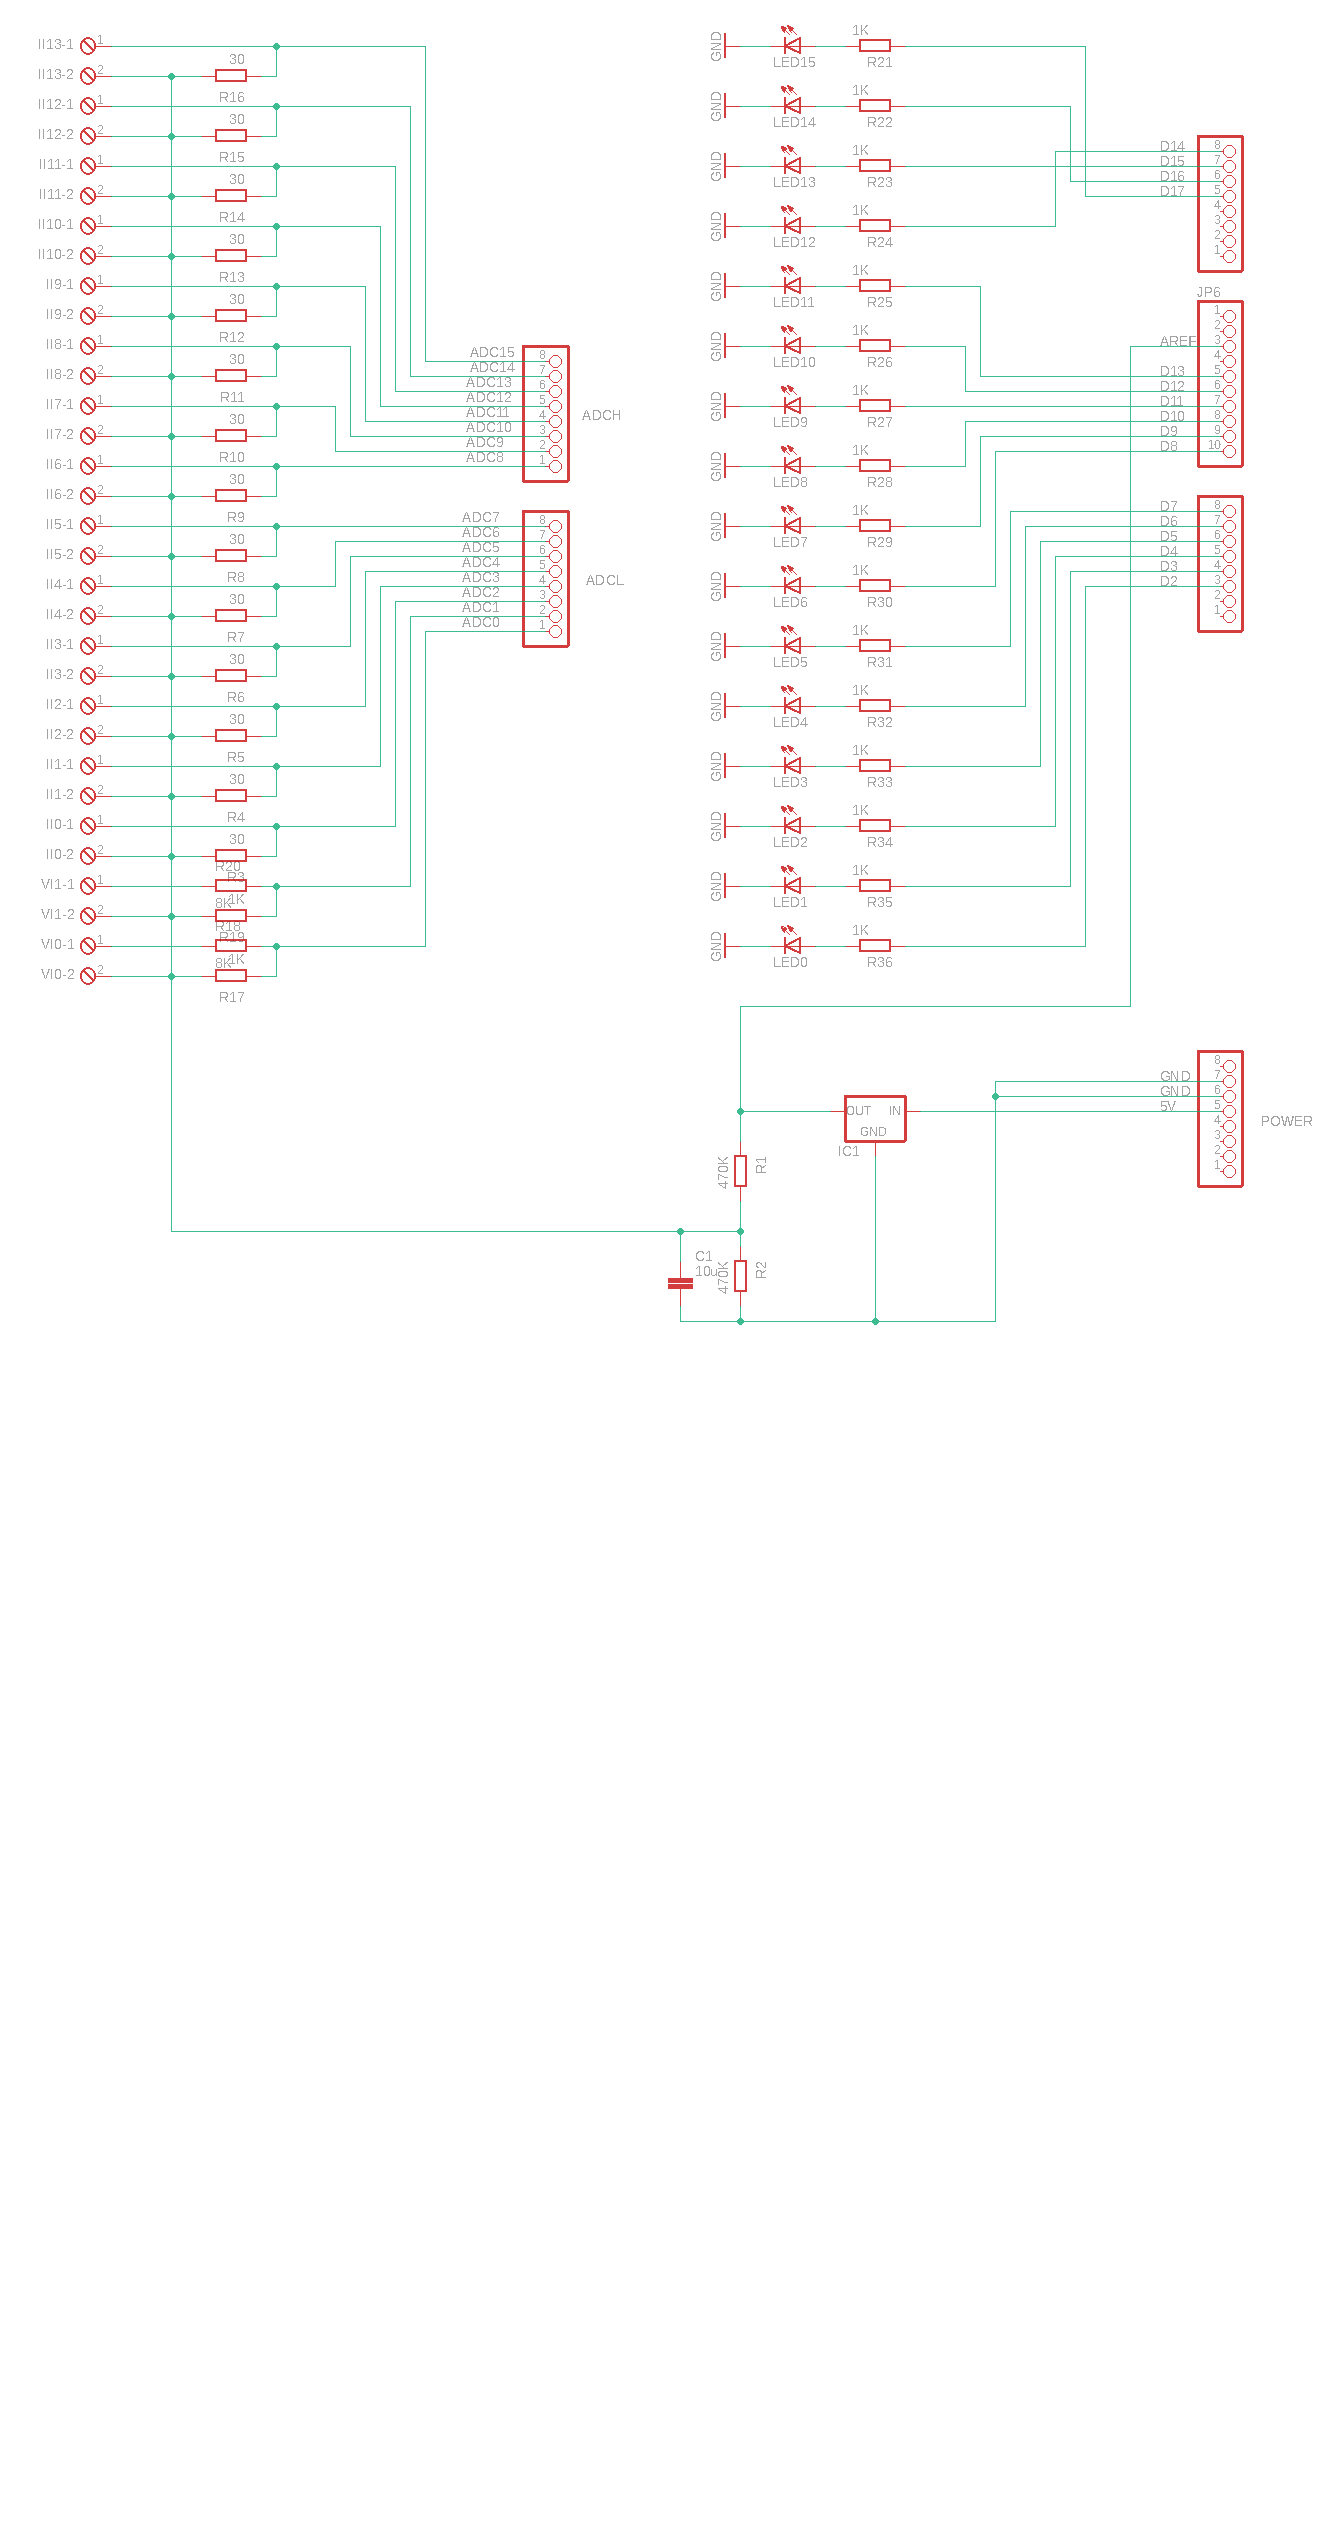 II13-1 1
30
II13-2 2
R16
II12-1 1
30
II12-2 2
R15
II11-1 1
30
II11-2 2
R14
II10-1 1
30
II10-2 2
R13
II9-1 1
30
II9-2 2
R12
II8-1 1
30
II8-2 2
R11
II7-1 1
30
II7-2 2
R10
II6-1 1
30
II6-2 2
R9
II5-1 1
30
II5-2 2
R8
II4-1 1
30
II4-2 2
R7
II3-1 1
30
II3-2 2
R6
II2-1 1
30
II2-2 2
R5
II1-1 1
30
II1-2 2
R4
II0-1 1
30
II0-2 2
R20
R3
VI1-1 1
8K
1K
VI1-2 2
R18
R19
VI0-1 1
8K
1K
VI0-2 2
R17
ADC15 8
ADC14 7
ADC13 6
ADC12 5
ADC11 4
ADC10 3
ADC9 2
ADC8 1
ADCH
ADC7 8
ADC6 7
ADC5 6
ADC4 5
ADC3 4
ADC2 3
ADC1 2
ADC0 1
ADCL
GND LED15 1K R21
GND LED14 1K R22
GND LED13 1K R23
GND LED12 1K R24
GND LED11 1K R25
GND LED10 1K R26
GND LED9 1K R27
GND LED8 1K R28
GND LED7 1K R29
GND LED6 1K R30
GND LED5 1K R31
GND LED4 1K R32
GND LED3 1K R33
GND LED2 1K R34
GND LED1 1K R35
GND LED0 1K R36
D14 8
D15 7
D16 6
D17 5
4
3
2
1
JP6
1
2
AREF 3
4
D13 5
D12 6
D11 7
D10 8
D9 9
D8 10
D7 8
D6 7
D5 6
D4 5
D3 4
D2 3
2
1
8
GND 7
GND 6
5V 5
4
3
2
1
POWER
OUT IN
GND
IC1
470K R1
C1
10u
470K R2